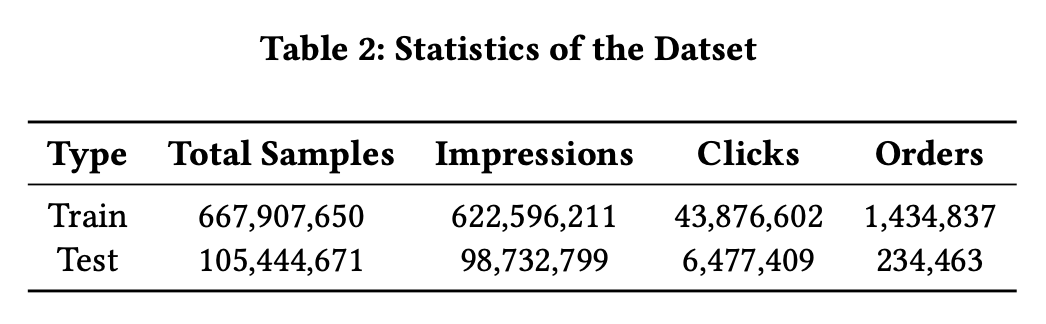 Table 2: Statistics of the Datset
Type Total Samples Impressions Clicks Orders
Train 667,907,650 622,596,211 43,876,602 1,434,837
Test 105,444,671 98,732,799 6,477,409 234,463